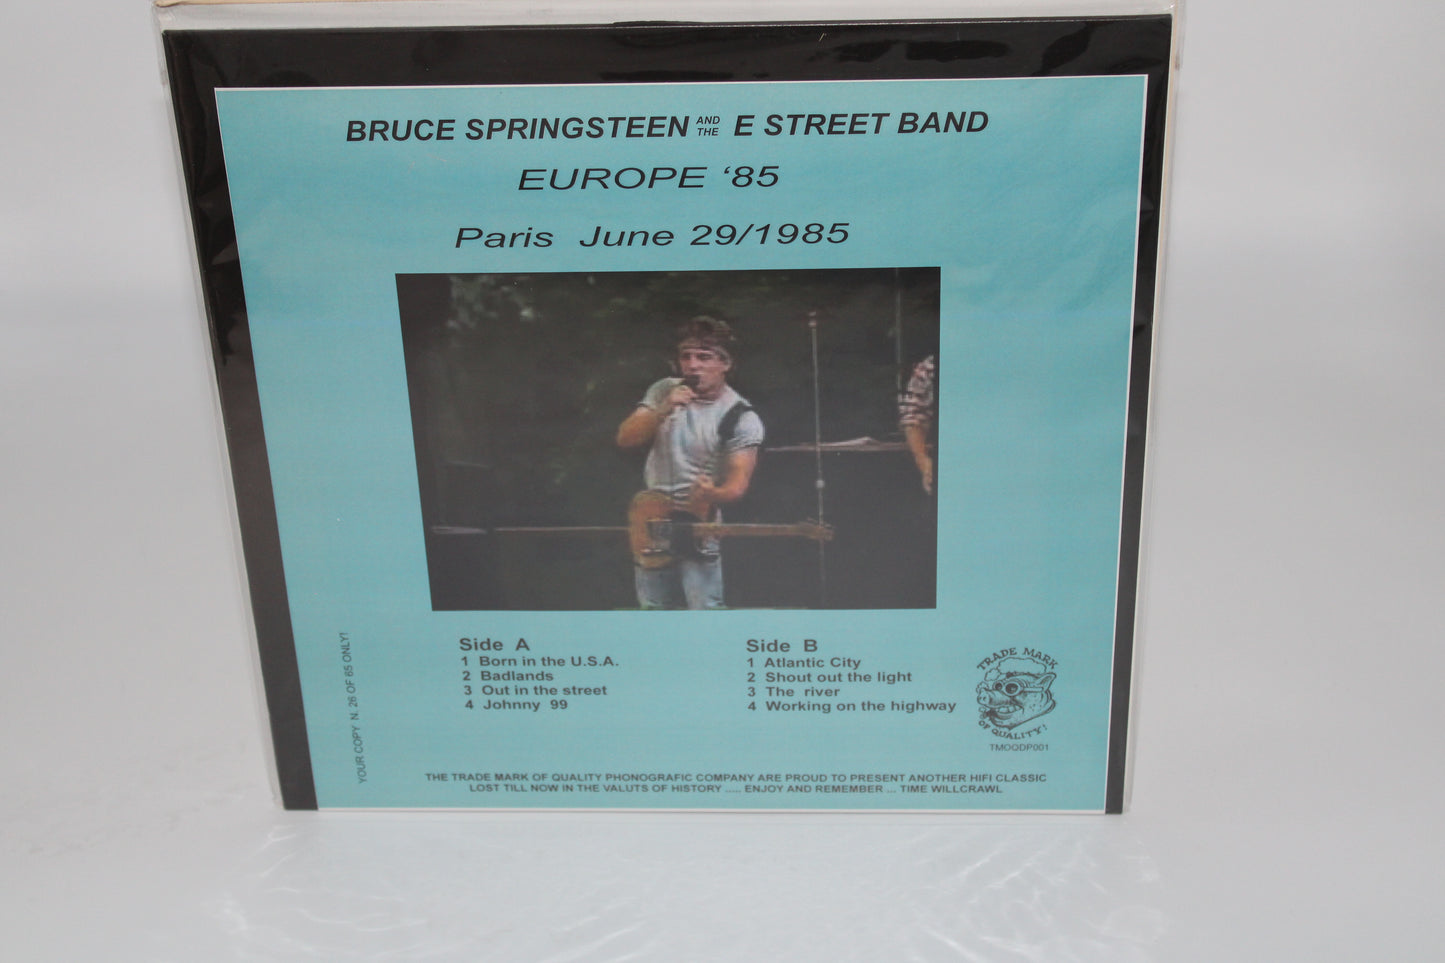 BRUCE SPRINGSTEEN AND THE E STREET BAND
EUROPE ‘85
Paris June 29/1985
Side A
1 Born in the U.S.A.
2 Badlands
3 Out in the street
4 Johnny 99
Side B
1 Atlantic City
2 Shout out the light
3 The river
4 Working on the highway
TRADE MARK
OF QUALITY!
TMOQDP001
YOUR COPY N. 26 OF 65 ONLY!
THE TRADE MARK OF QUALITY PHONOGRAFIC COMPANY ARE PROUD TO PRESENT ANOTHER HIFI CLASSIC
LOST TILL NOW IN THE VALUTS OF HISTORY ..... ENJOY AND REMEMBER ... TIME WILLCRAWL